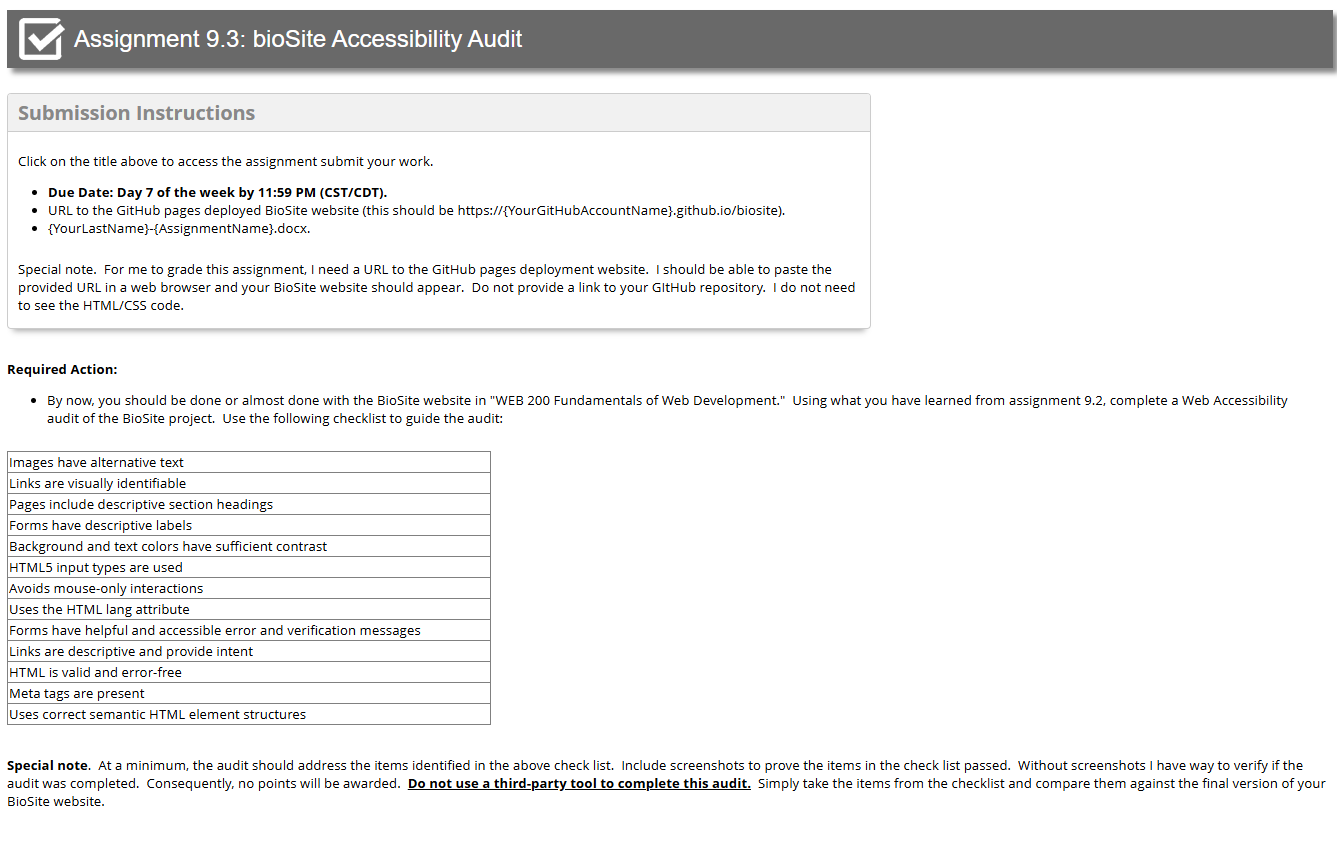 Assignment 9.3: bioSite Accessibility Audit
Submission Instructions
Click on the title above to access the assignment submit your work.
Due Date: Day 7 of the week by 11:59 PM (CST/CDT).
URL to the GitHub pages deployed BioSite website (this should be https://{YourGitHubAccountName}.github.io/biosite).
{YourLastName}-{AssignmentName}.docx.
Special note.  For me to grade this assignment, I need a URL to the GitHub pages deployment website.  I should be able to paste the
provided URL in a web browser and your BioSite website should appear.  Do not provide a link to your GitHub repository.  I do not need
to see the HTML/CSS code.
Required Action:
By now, you should be done or almost done with the BioSite website in "WEB 200 Fundamentals of Web Development."  Using what you have learned from assignment 9.2, complete a Web Accessibility
audit of the BioSite project.  Use the following checklist to guide the audit:
Images have alternative text
Links are visually identifiable
Pages include descriptive section headings
Forms have descriptive labels
Background and text colors have sufficient contrast
HTML5 input types are used
Avoids mouse-only interactions
Uses the HTML lang attribute
Forms have helpful and accessible error and verification messages
Links are descriptive and provide intent
HTML is valid and error-free
Meta tags are present
Uses correct semantic HTML element structures
Special note.  At a minimum, the audit should address the items identified in the above check list.  Include screenshots to prove the items in the check list passed.  Without screenshots I have way to verify if the
audit was completed.  Consequently, no points will be awarded.  Do not use a third-party tool to complete this audit.  Simply take the items from the checklist and compare them against the final version of your
BioSite website.